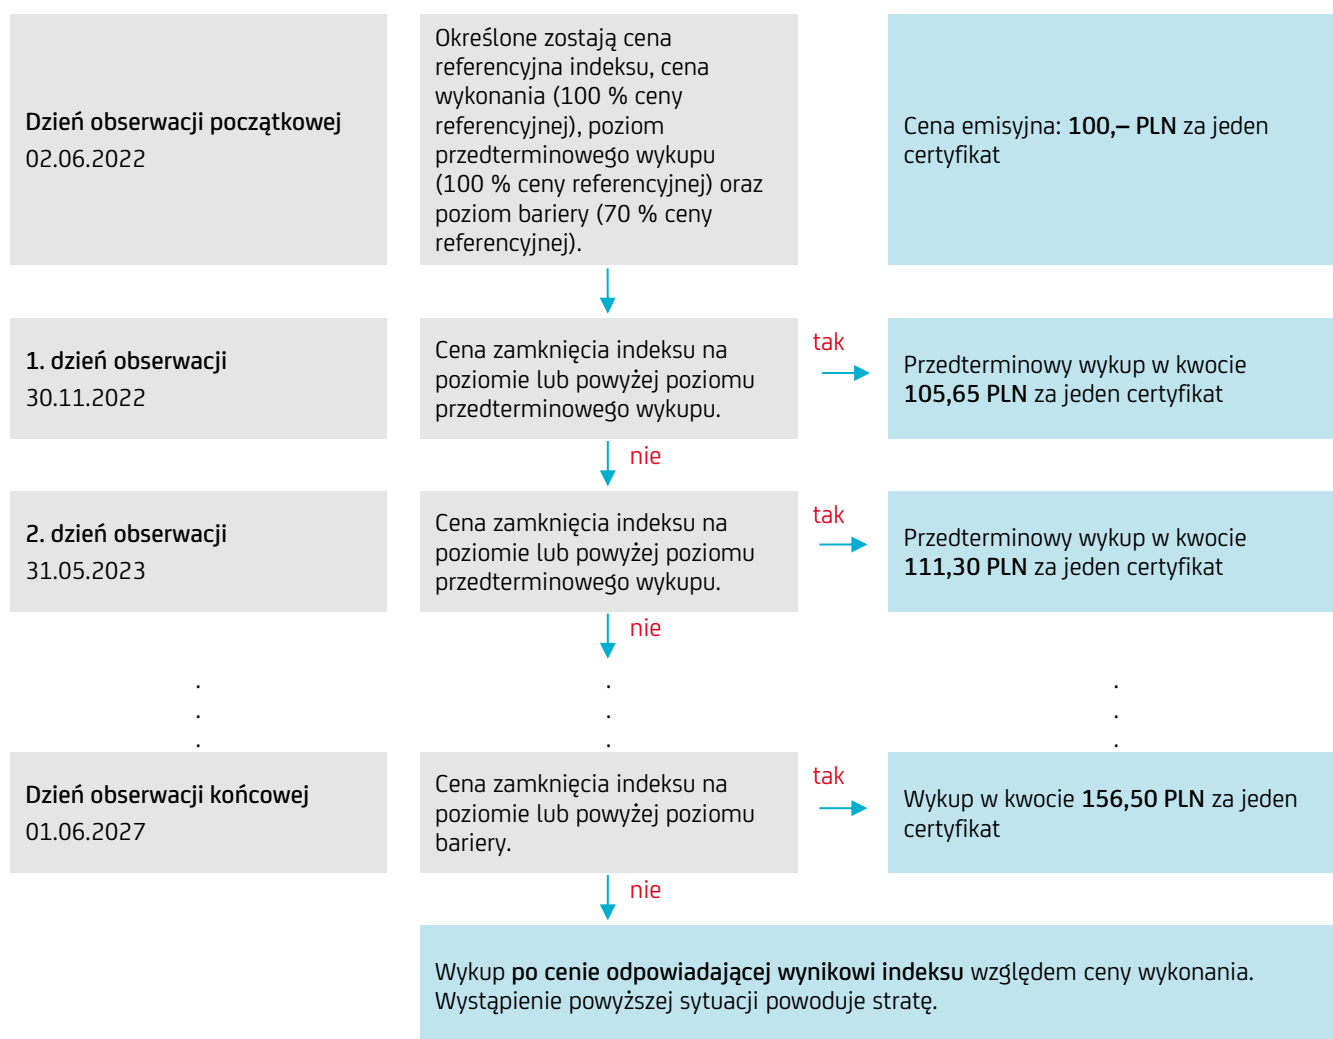 Dzień obserwacji początkowej
02.06.2022
Określone zostają cena
referencyjna indeksu, cena
wykonania (100 % ceny
referencyjnej), poziom
przedterminowego wykupu
(100 % ceny referencyjnej) oraz
poziom bariery (70 % ceny
referencyjnej).
Cena emisyjna: 100,– PLN za jeden
certyfikat
1. dzień obserwacji
30.11.2022
Cena zamknięcia indeksu na
poziomie lub powyżej poziomu
przedterminowego wykupu.
tak
Przedterminowy wykup w kwocie
105,65 PLN za jeden certyfikat
nie
2. dzień obserwacji
31.05.2023
Cena zamknięcia indeksu na
poziomie lub powyżej poziomu
przedterminowego wykupu.
tak
Przedterminowy wykup w kwocie
111,30 PLN za jeden certyfikat
nie
. . .
. . .
. . .
Dzień obserwacji końcowej
01.06.2027
Cena zamknięcia indeksu na
poziomie lub powyżej poziomu
bariery.
tak
Wykup w kwocie 156,50 PLN za jeden
certyfikat
nie
Wykup po cenie odpowiadającej wynikowi indeksu względem ceny wykonania.
Wystąpienie powyższej sytuacji powoduje stratę.